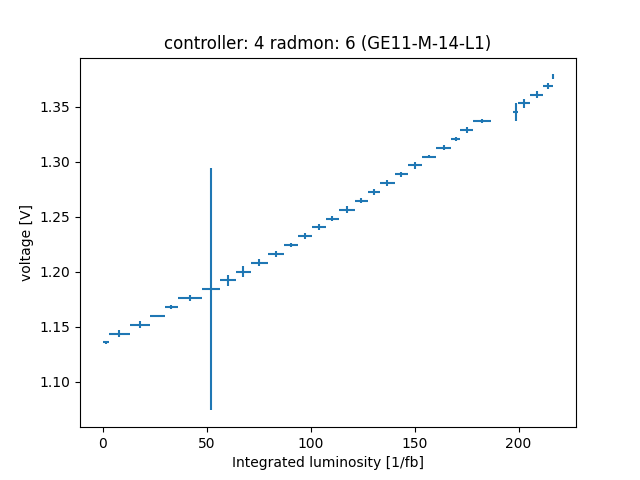 controller: 4 radmon: 6 (GE11-M-14-L1)
1.35
1.30
1.25
1.20
1.15
1.10
voltage [V]
0 50 100 150 200
Integrated luminosity [1/fb]